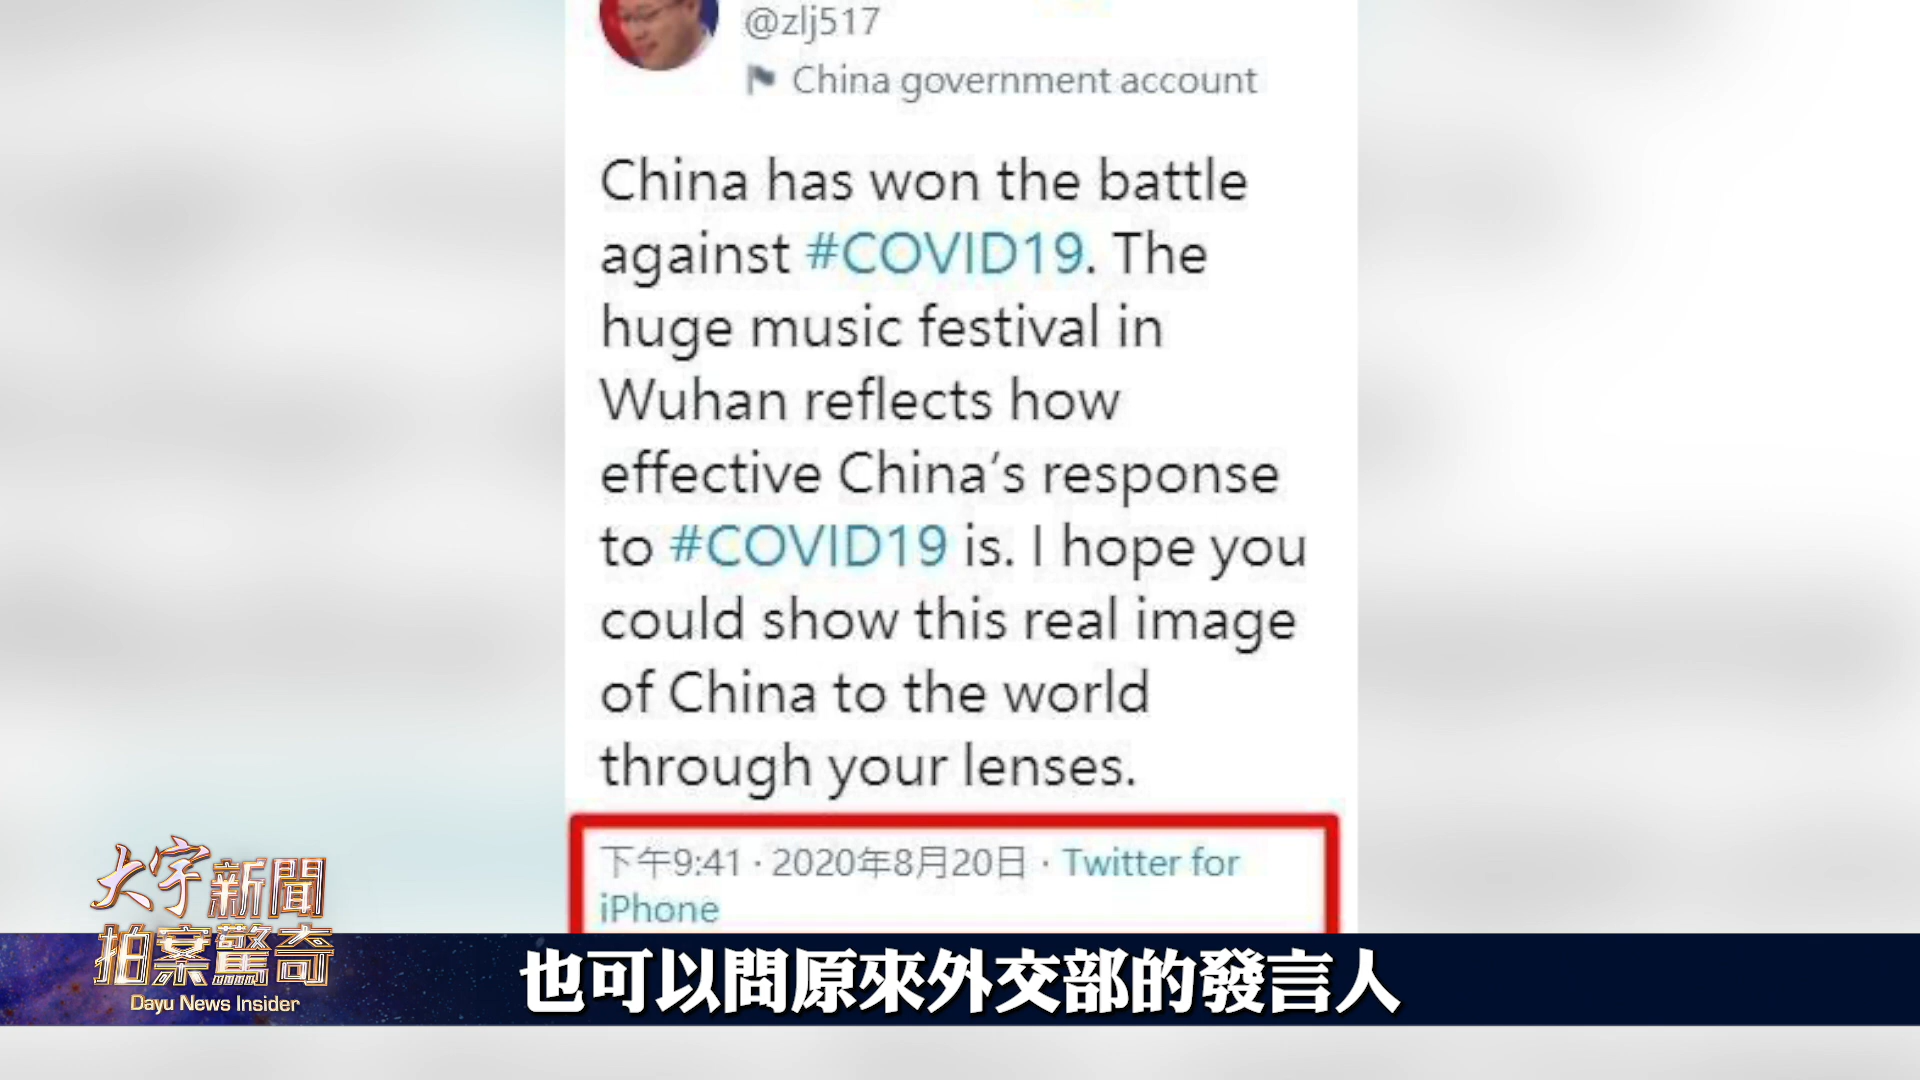 @zlj517
China government account
China has won the battle
against #COVID19. The
huge music festival in
Wuhan reflects how
effective China's response
to #COVID19 is. I hope you
could show this real image
of China to the world
through your lenses.
下午9:41 · 2020年8月20日 · Twitter for
iPhone
大宇新聞
拍案驚奇
Dayu News Insider
也可以問原來外交部的發言人